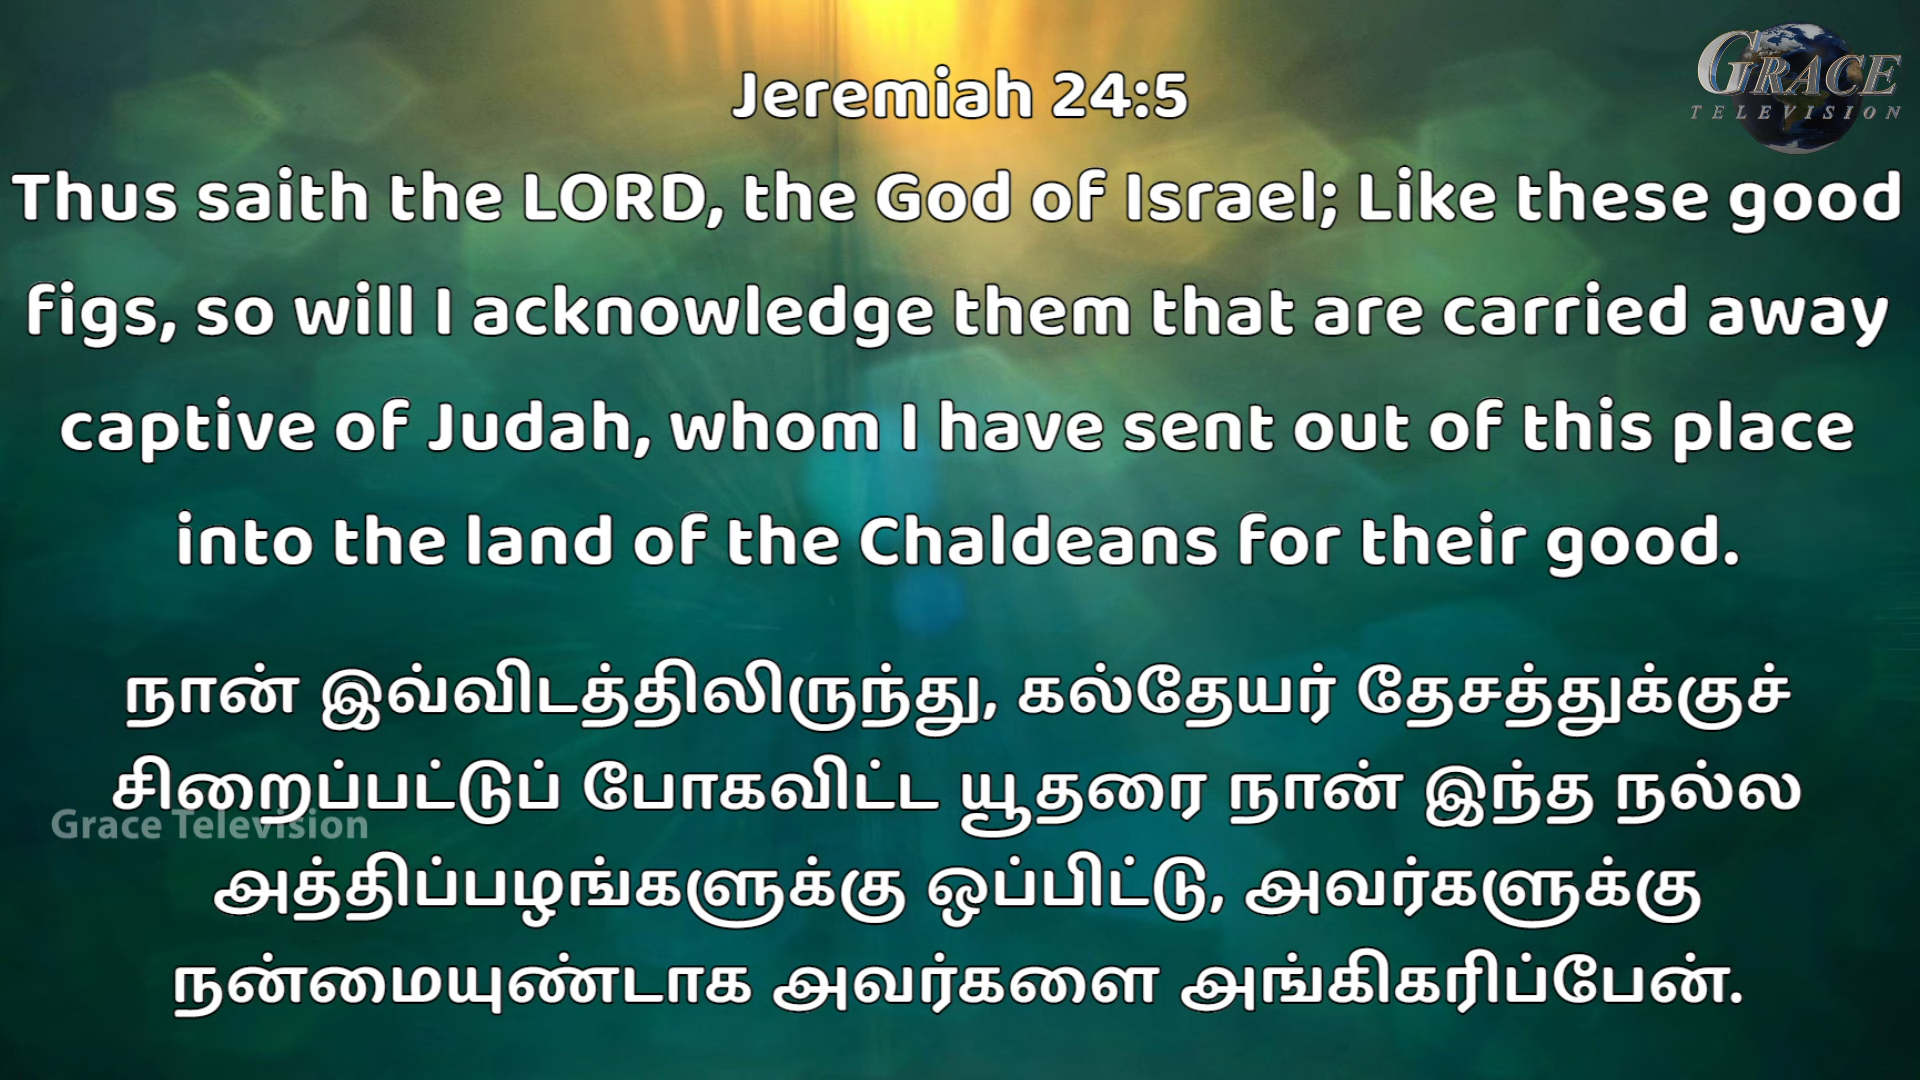 GRACE
TELEVISION
Jeremiah 24:5
Thus saith the LORD, the God of Israel; Like these good
figs, so will I acknowledge them that are carried away
captive of Judah, whom I have sent out of this place
into the land of the Chaldeans for their good.
நான் இவ்விடத்திலிருந்து, கல்தேயர் தேசத்துக்குச்
சிறைப்பட்டுப் போகவிட்ட யூதரை நான் இந்த நல்ல
Grace Television
அத்திப்பழங்களுக்கு ஒப்பிட்டு, அவர்களுக்கு
நன்மையுண்டாக அவர்களை அங்கிகரிப்பேன்.